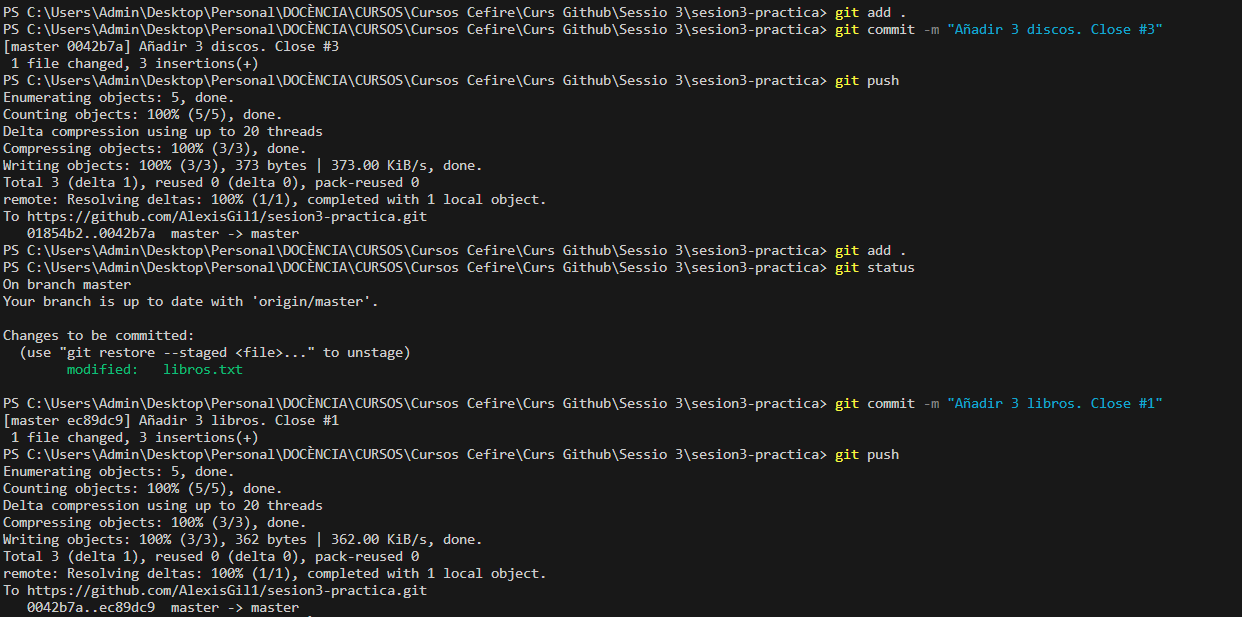 PS C:\Users\Admin\Desktop\Personal\DOCÈNCIA\CURSOS\Cursos Cefire\Curs Github\Sessio 3\sesion3-practica> git add .
PS C:\Users\Admin\Desktop\Personal\DOCÈNCIA\CURSOS\Cursos Cefire\Curs Github\Sessio 3\sesion3-practica> git commit -m "Añadir 3 discos. Close #3"
[master 0042b7a] Añadir 3 discos. Close #3
 1 file changed, 3 insertions(+)
PS C:\Users\Admin\Desktop\Personal\DOCÈNCIA\CURSOS\Cursos Cefire\Curs Github\Sessio 3\sesion3-practica> git push
Enumerating objects: 5, done.
Counting objects: 100% (5/5), done.
Delta compression using up to 20 threads
Compressing objects: 100% (3/3), done.
Writing objects: 100% (3/3), 373 bytes | 373.00 KiB/s, done.
Total 3 (delta 1), reused 0 (delta 0), pack-reused 0
remote: Resolving deltas: 100% (1/1), completed with 1 local object.
To https://github.com/AlexisGil1/sesion3-practica.git
   01854b2..0042b7a  master -> master
PS C:\Users\Admin\Desktop\Personal\DOCÈNCIA\CURSOS\Cursos Cefire\Curs Github\Sessio 3\sesion3-practica> git add .
PS C:\Users\Admin\Desktop\Personal\DOCÈNCIA\CURSOS\Cursos Cefire\Curs Github\Sessio 3\sesion3-practica> git status
On branch master
Your branch is up to date with 'origin/master'.

Changes to be committed:
  (use "git restore --staged <file>..." to unstage)
        modified:   libros.txt

PS C:\Users\Admin\Desktop\Personal\DOCÈNCIA\CURSOS\Cursos Cefire\Curs Github\Sessio 3\sesion3-practica> git commit -m "Añadir 3 libros. Close #1"
[master ec89dc9] Añadir 3 libros. Close #1
 1 file changed, 3 insertions(+)
PS C:\Users\Admin\Desktop\Personal\DOCÈNCIA\CURSOS\Cursos Cefire\Curs Github\Sessio 3\sesion3-practica> git push
Enumerating objects: 5, done.
Counting objects: 100% (5/5), done.
Delta compression using up to 20 threads
Compressing objects: 100% (3/3), done.
Writing objects: 100% (3/3), 362 bytes | 362.00 KiB/s, done.
Total 3 (delta 1), reused 0 (delta 0), pack-reused 0
remote: Resolving deltas: 100% (1/1), completed with 1 local object.
To https://github.com/AlexisGil1/sesion3-practica.git
   0042b7a..ec89dc9  master -> master